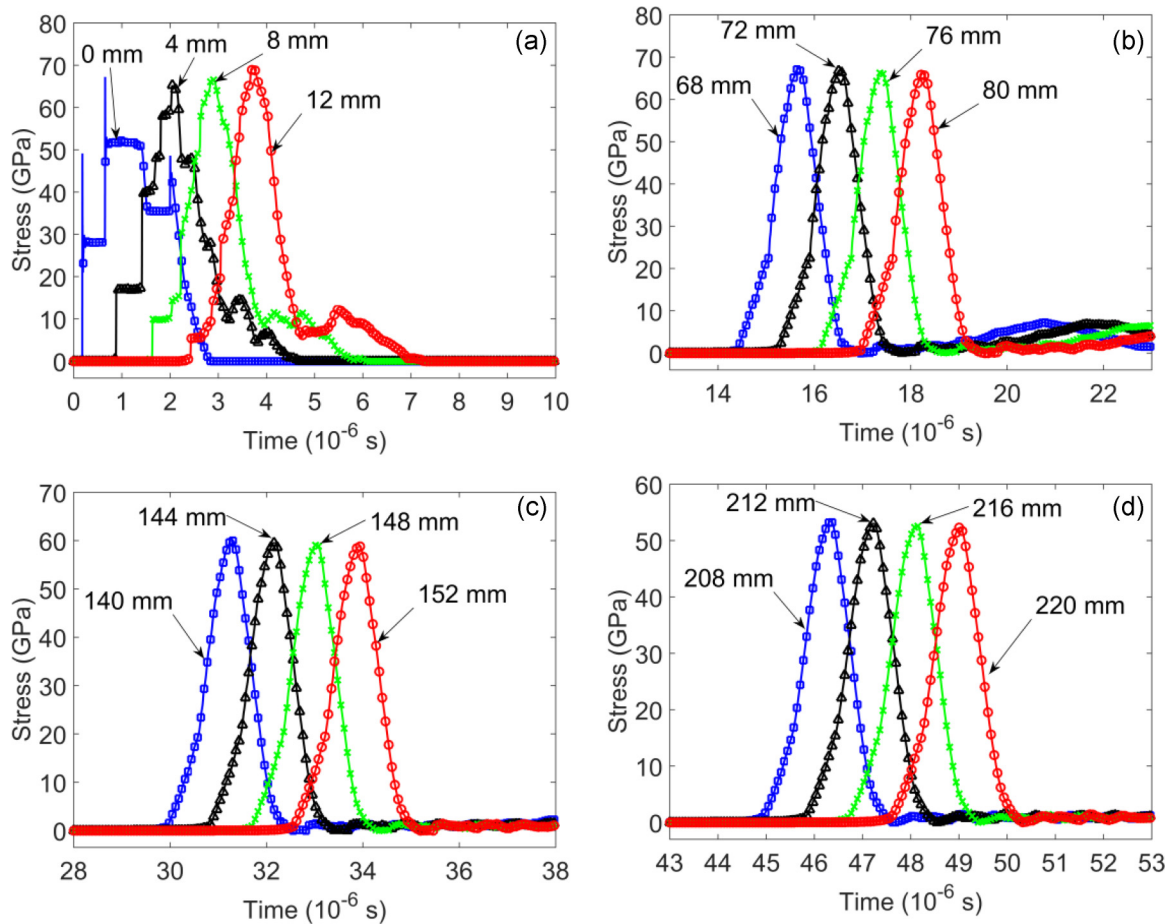 (a)
80
70
60
50
40
30
20
10
0
Stress (GPa)
0 mm
4 mm
8 mm
12 mm
0 1 2 3 4 5 6 7 8 9 10
Time (10⁻⁶ s)
(b)
80
70
60
50
40
30
20
10
0
Stress (GPa)
68 mm
72 mm
76 mm
80 mm
14 16 18 20 22
Time (10⁻⁶ s)
(c)
70
60
50
40
30
20
10
0
Stress (GPa)
140 mm
144 mm
148 mm
152 mm
28 30 32 34 36 38
Time (10⁻⁶ s)
(d)
60
50
40
30
20
10
0
Stress (GPa)
208 mm
212 mm
216 mm
220 mm
43 44 45 46 47 48 49 50 51 52 53
Time (10⁻⁶ s)